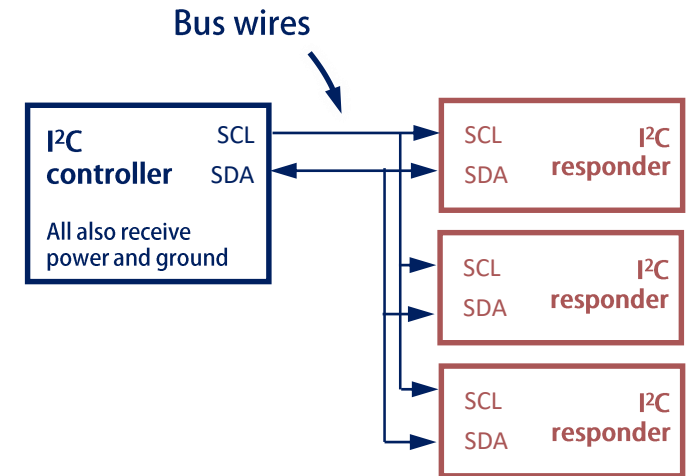 Bus wires
I²C
controller
SCL
SDA
All also receive
power and ground
SCL
SDA
I²C
responder
SCL
SDA
I²C
responder
SCL
SDA
I²C
responder